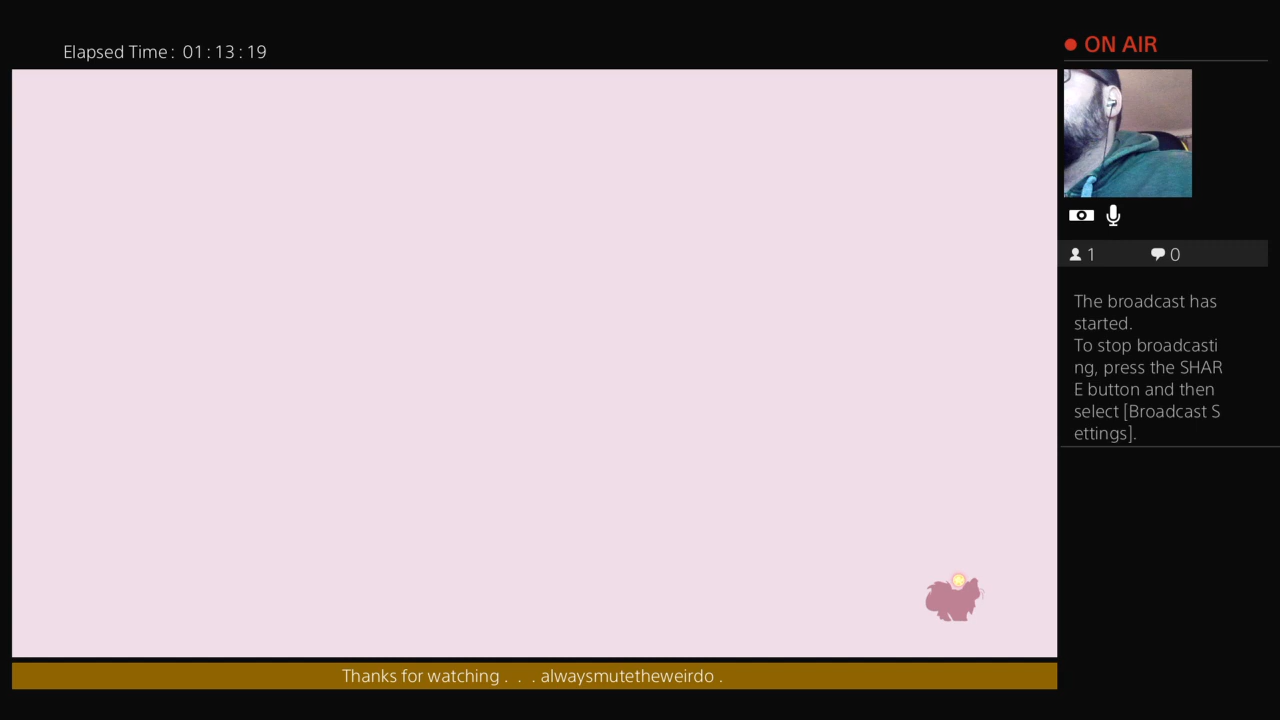 Elapsed Time: 01:13:19
ON AIR
1 0
The broadcast has
started.
To stop broadcasti
ng, press the SHAR
E button and then
select [Broadcast S
ettings].
Thanks for watching . . . alwaysmutetheweirdo .